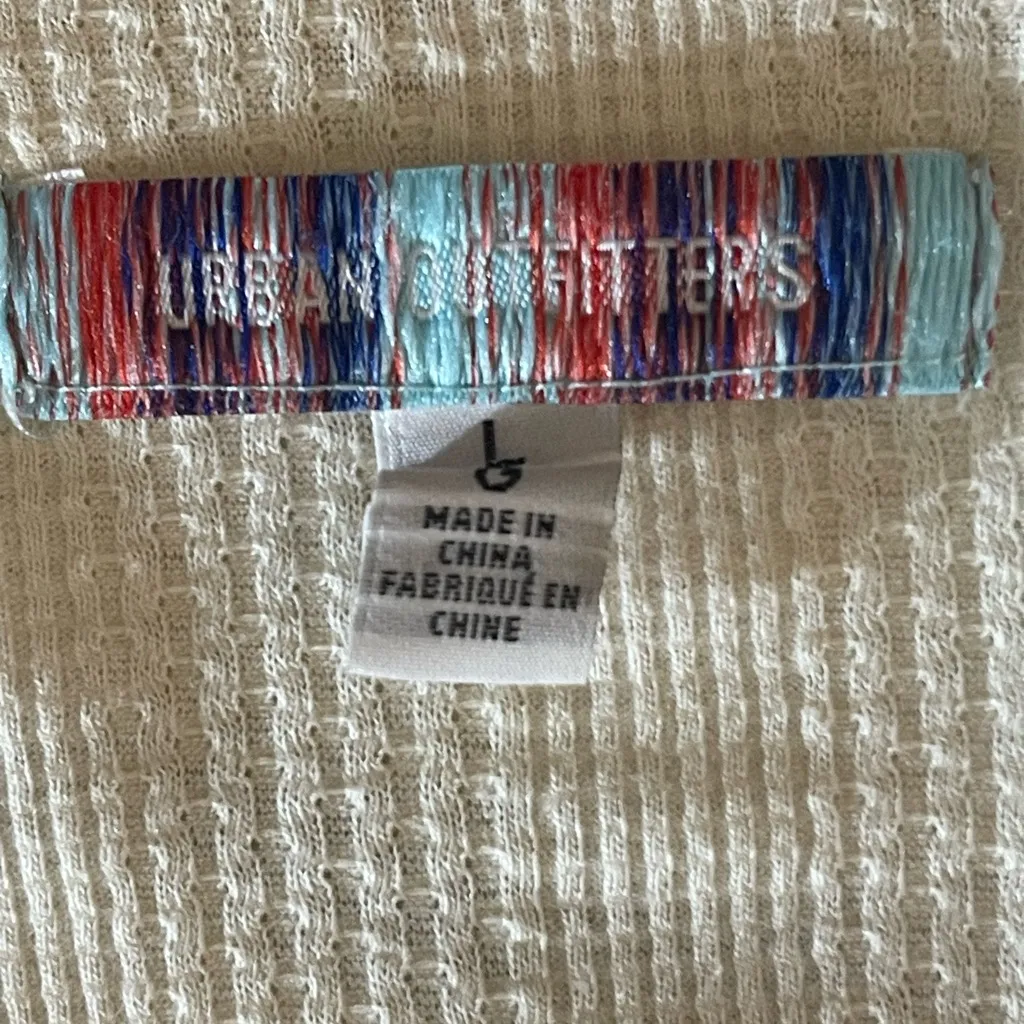 URBAN OUTFITTERS
L
G
MADE IN
CHINA
FABRIQUÉ EN
CHINE